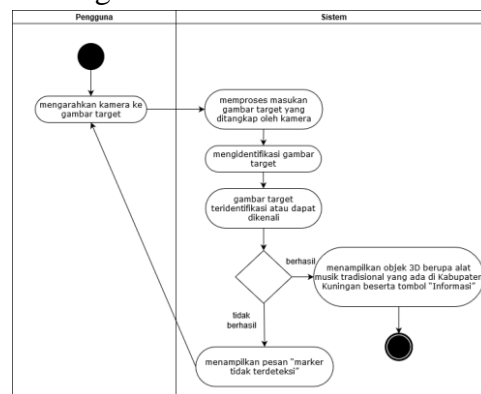 Pengguna
Sistem
mengarahkan kamera ke
gambar target
memproses masukan
gambar target yang
ditangkap oleh kamera
mengidentifikasi gambar
target
gambar target
teridentifikasi atau dapat
dikenali
berhasil
menampilkan objek 3D berupa alat
musik tradisional yang ada di Kabupaten
Kuningan beserta tombol "Informasi"
tidak
berhasil
menampilkan pesan "marker
tidak terdeteksi"